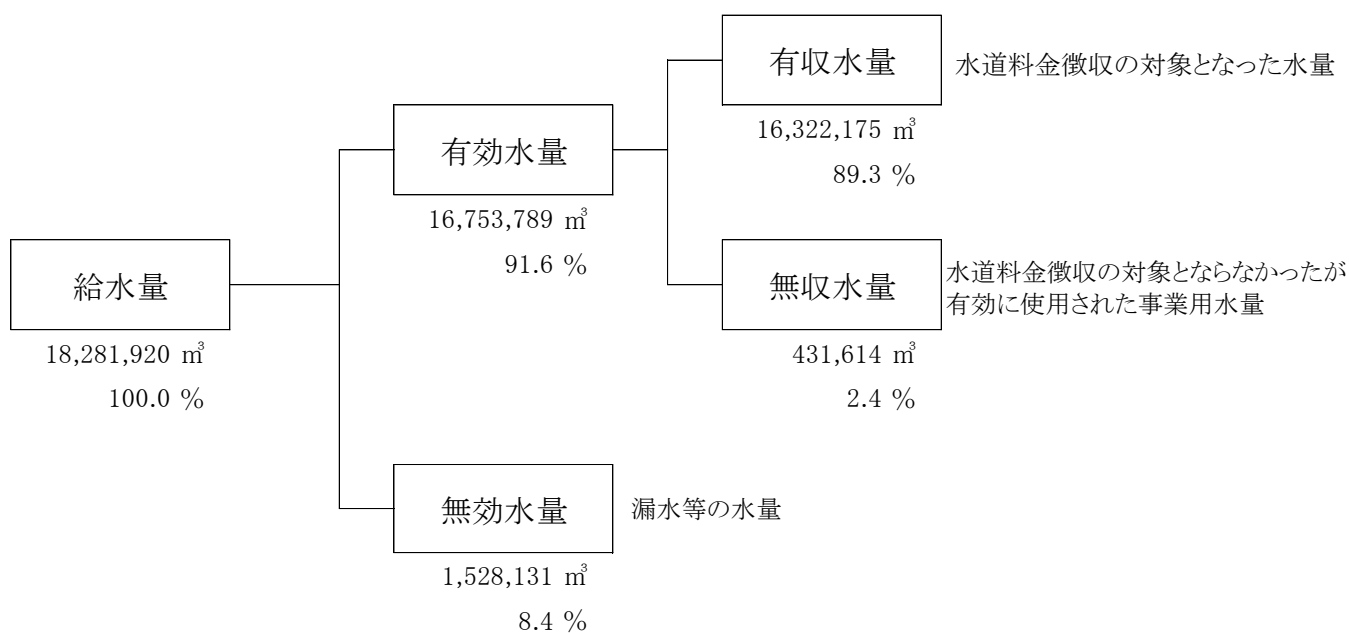 有収水量
水道料金徴収の対象となった水量
16,322,175 ㎥
89.3 %
有効水量
16,753,789 ㎥
91.6 %
無収水量
水道料金徴収の対象とならなかったが
有効に使用された事業用水量
431,614 ㎥
2.4 %
給水量
18,281,920 ㎥
100.0 %
無効水量
漏水等の水量
1,528,131 ㎥
8.4 %